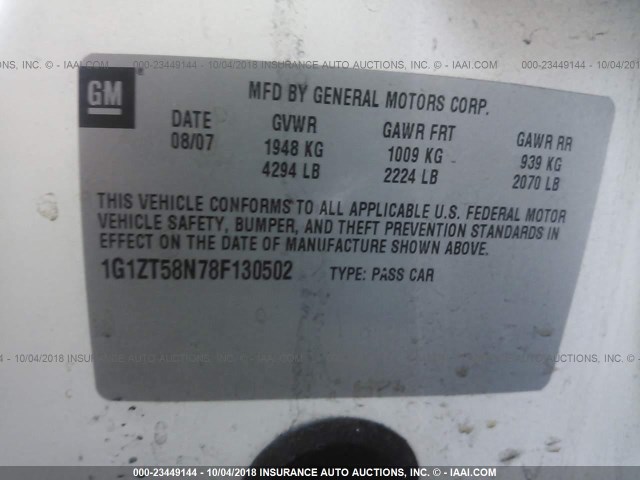 000-23449144 - 10/04/2018 INSURANCE AUTO AUCTIONS, INC. - © IAAI.COM
GM®
MFD BY GENERAL MOTORS CORP.
DATE GVWR GAWR FRT GAWR RR
08/07 1948 KG 1009 KG 939 KG
4294 LB 2224 LB 2070 LB
THIS VEHICLE CONFORMS TO ALL APPLICABLE U.S. FEDERAL MOTOR
VEHICLE SAFETY, BUMPER, AND THEFT PREVENTION STANDARDS IN
EFFECT ON THE DATE OF MANUFACTURE SHOWN ABOVE.
1G1ZT58N78F130502 TYPE: PASS CAR
000-23449144 - 10/04/2018 INSURANCE AUTO AUCTIONS, INC. - © IAAI.COM
000-23449144 - 10/04/2018 INSURANCE AUTO AUCTIONS, INC. - © IAAI.COM